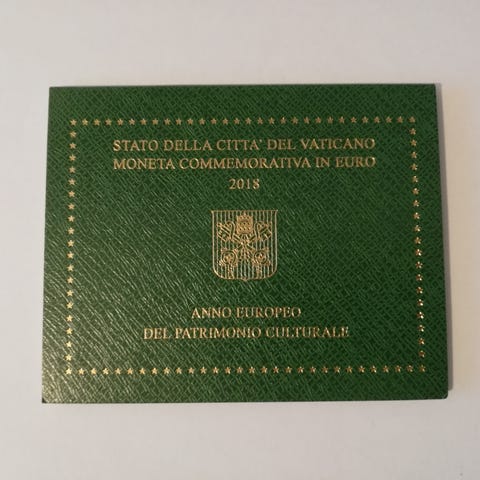 STATO DELLA CITTA' DEL VATICANO
MONETA COMMEMORATIVA IN EURO
2018
ANNO EUROPEO
DEL PATRIMONIO CULTURALE